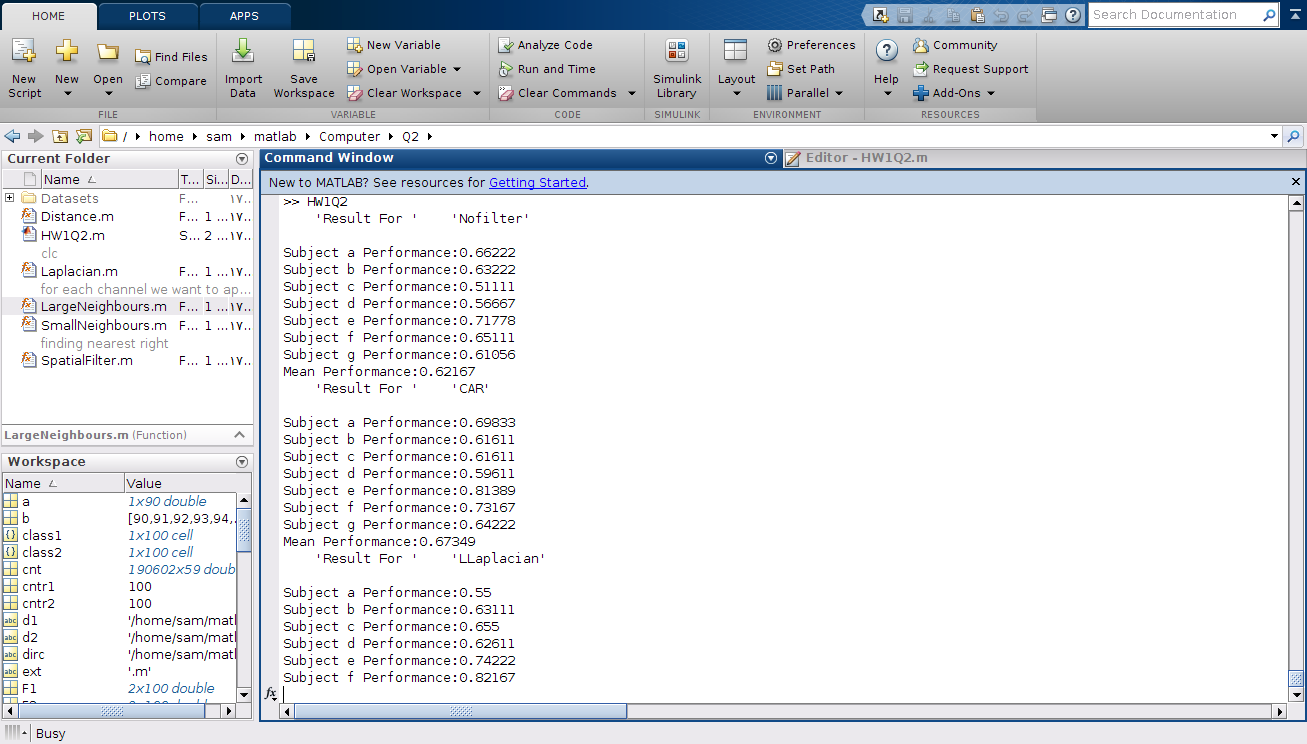 HOME PLOTS APPS Search Documentation
New Script New Open Find Files Compare
Import Data Save Workspace New Variable Open Variable Clear Workspace
Analyze Code Run and Time Clear Commands
Simulink Library Layout Preferences Set Path Parallel
Help Community Request Support Add-Ons
FILE VARIABLE CODE SIMULINK ENVIRONMENT RESOURCES
/ home sam matlab Computer Q2
Current Folder
Name T... Si... D...
Datasets F... ١٧...
Distance.m F... 1 ...١٧...
HW1Q2.m S... 2 ...١٧...
clc
Laplacian.m F... 1 ...١٧...
for each channel we want to ap...
LargeNeighbours.m F... 1 ...١٧...
SmallNeighbours.m F... 1 ...١٧...
finding nearest right
SpatialFilter.m F... 1 ...١٧...
LargeNeighbours.m (Function)
Workspace
Name Value
a 1x90 double
b [90,91,92,93,94,...
class1 1x100 cell
class2 1x100 cell
cnt 190602x59 doub
cntr1 100
cntr2 100
d1 '/home/sam/matl
d2 '/home/sam/matl
dirc '/home/sam/matl
ext '.m'
F1 2x100 double
Command Window
Editor - HW1Q2.m
New to MATLAB? See resources for Getting Started.
>> HW1Q2
'Result For ' 'Nofilter'
Subject a Performance:0.66222
Subject b Performance:0.63222
Subject c Performance:0.51111
Subject d Performance:0.56667
Subject e Performance:0.71778
Subject f Performance:0.65111
Subject g Performance:0.61056
Mean Performance:0.62167
'Result For ' 'CAR'
Subject a Performance:0.69833
Subject b Performance:0.61611
Subject c Performance:0.61611
Subject d Performance:0.59611
Subject e Performance:0.81389
Subject f Performance:0.73167
Subject g Performance:0.64222
Mean Performance:0.67349
'Result For ' 'LLaplacian'
Subject a Performance:0.55
Subject b Performance:0.63111
Subject c Performance:0.655
Subject d Performance:0.62611
Subject e Performance:0.74222
Subject f Performance:0.82167
fx
Busy